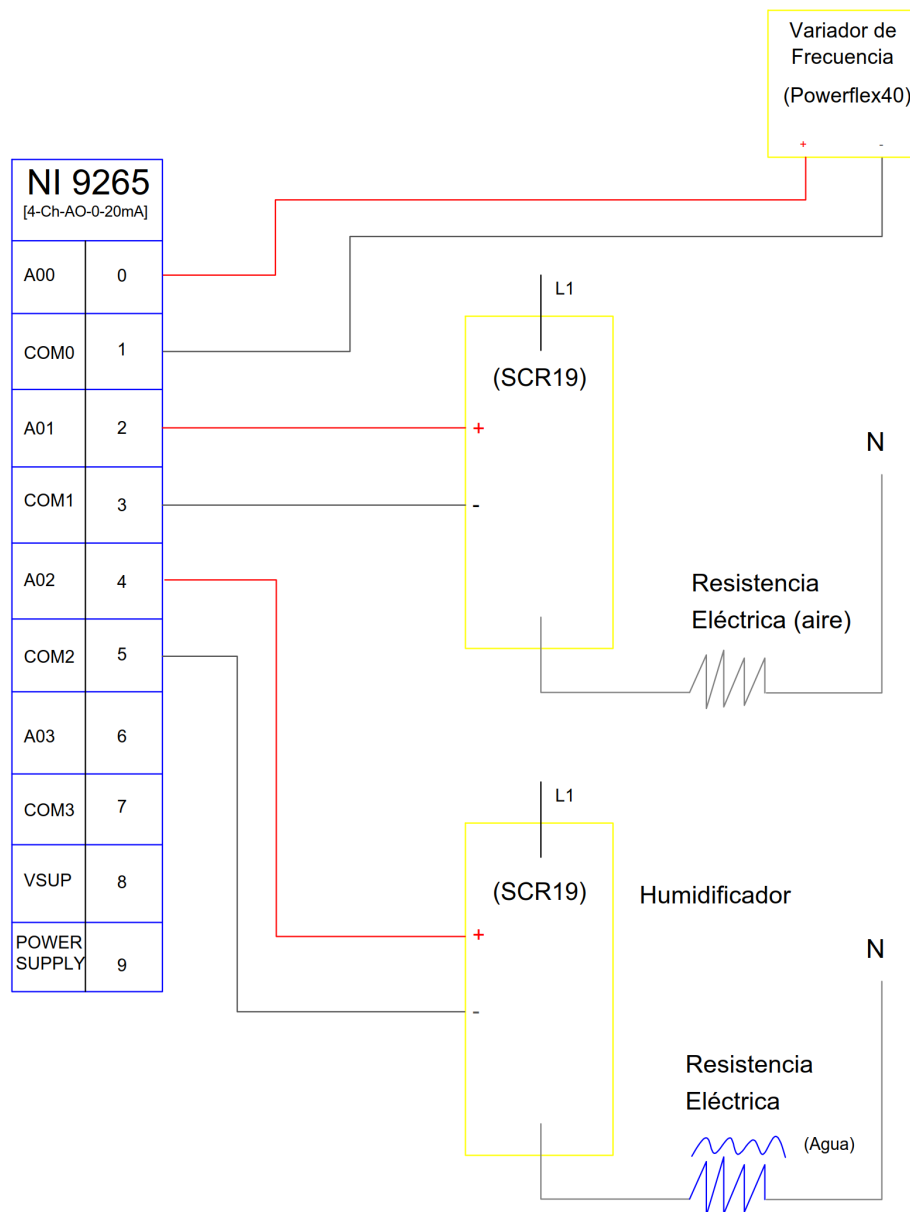 Variador de
Frecuencia
(Powerflex40)
+ -
NI 9265
[4-Ch-AO-0-20mA]
A00 0
COM0 1
A01 2
COM1 3
A02 4
COM2 5
A03 6
COM3 7
VSUP 8
POWER
SUPPLY 9
L1
(SCR19)
+
-
N
Resistencia
Eléctrica (aire)
L1
(SCR19)
Humidificador
+
-
N
Resistencia
Eléctrica
(Agua)